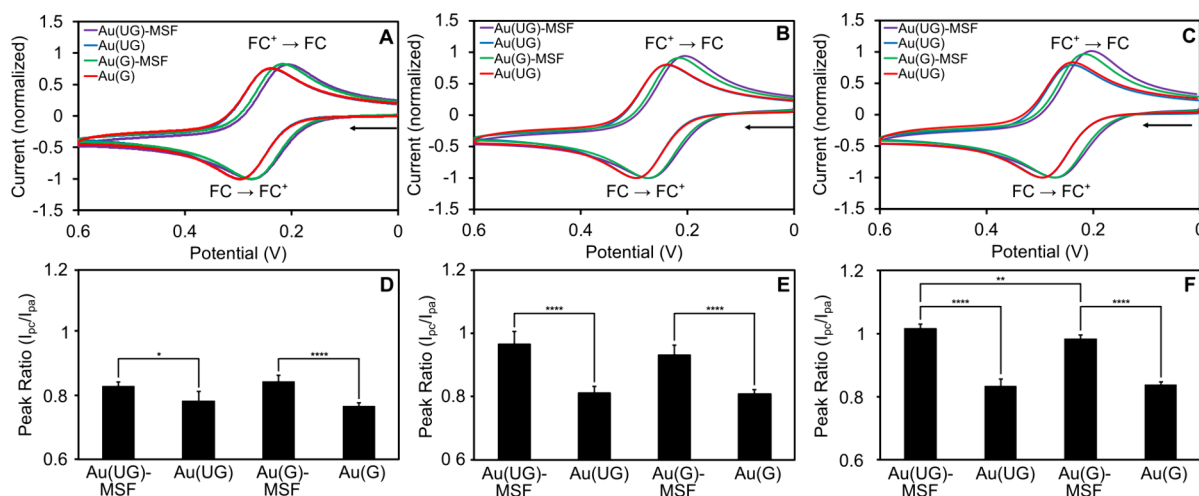 A
Au(UG)-MSF
Au(UG)
Au(G)-MSF
Au(G)
FC⁺ → FC
FC → FC⁺
Current (normalized)
1.5
1
0.5
0
-0.5
-1
-1.5
0.6
0.4
0.2
0
Potential (V)
B
Au(UG)-MSF
Au(UG)
Au(G)-MSF
Au(UG)
FC⁺ → FC
FC → FC⁺
Current (normalized)
1.5
1
0.5
0
-0.5
-1
-1.5
0.6
0.4
0.2
0
Potential (V)
C
Au(UG)-MSF
Au(UG)
Au(G)-MSF
Au(UG)
FC⁺ → FC
FC → FC⁺
Current (normalized)
1.5
1
0.5
0
-0.5
-1
-1.5
0.6
0.4
0.2
0
Potential (V)
D
Peak Ratio (Ipc/Ipa)
1.2
1
0.8
0.6
*
****
Au(UG)-
MSF
Au(UG)
Au(G)-
MSF
Au(G)
E
Peak Ratio (Ipc/Ipa)
1.2
1
0.8
0 6
****
****
Au(UG)-
MSF
Au(UG)
Au(G)-
MSF
Au(G)
F
Peak Ratio (Ipc/Ipa)
1.2
1
0.8
0.6
**
****
****
Au(UG)-
MSF
Au(UG)
Au(G)-
MSF
Au(G)